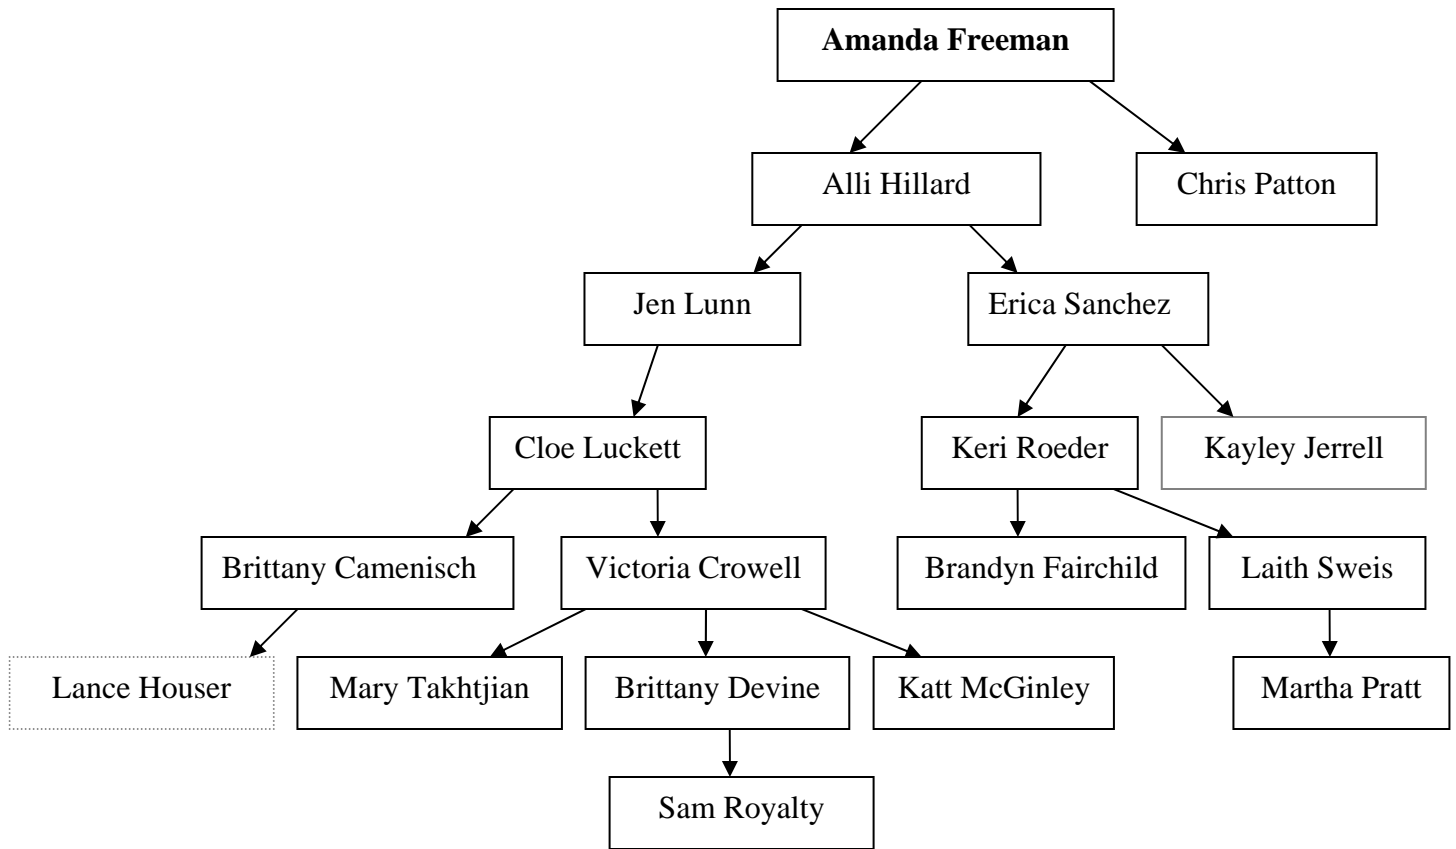 Amanda Freeman
Alli Hillard
Chris Patton
Jen Lunn
Erica Sanchez
Cloe Luckett
Keri Roeder
Kayley Jerrell
Brittany Camenisch
Victoria Crowell
Brandyn Fairchild
Laith Sweis
Lance Houser
Mary Takhtjian
Brittany Devine
Katt McGinley
Martha Pratt
Sam Royalty